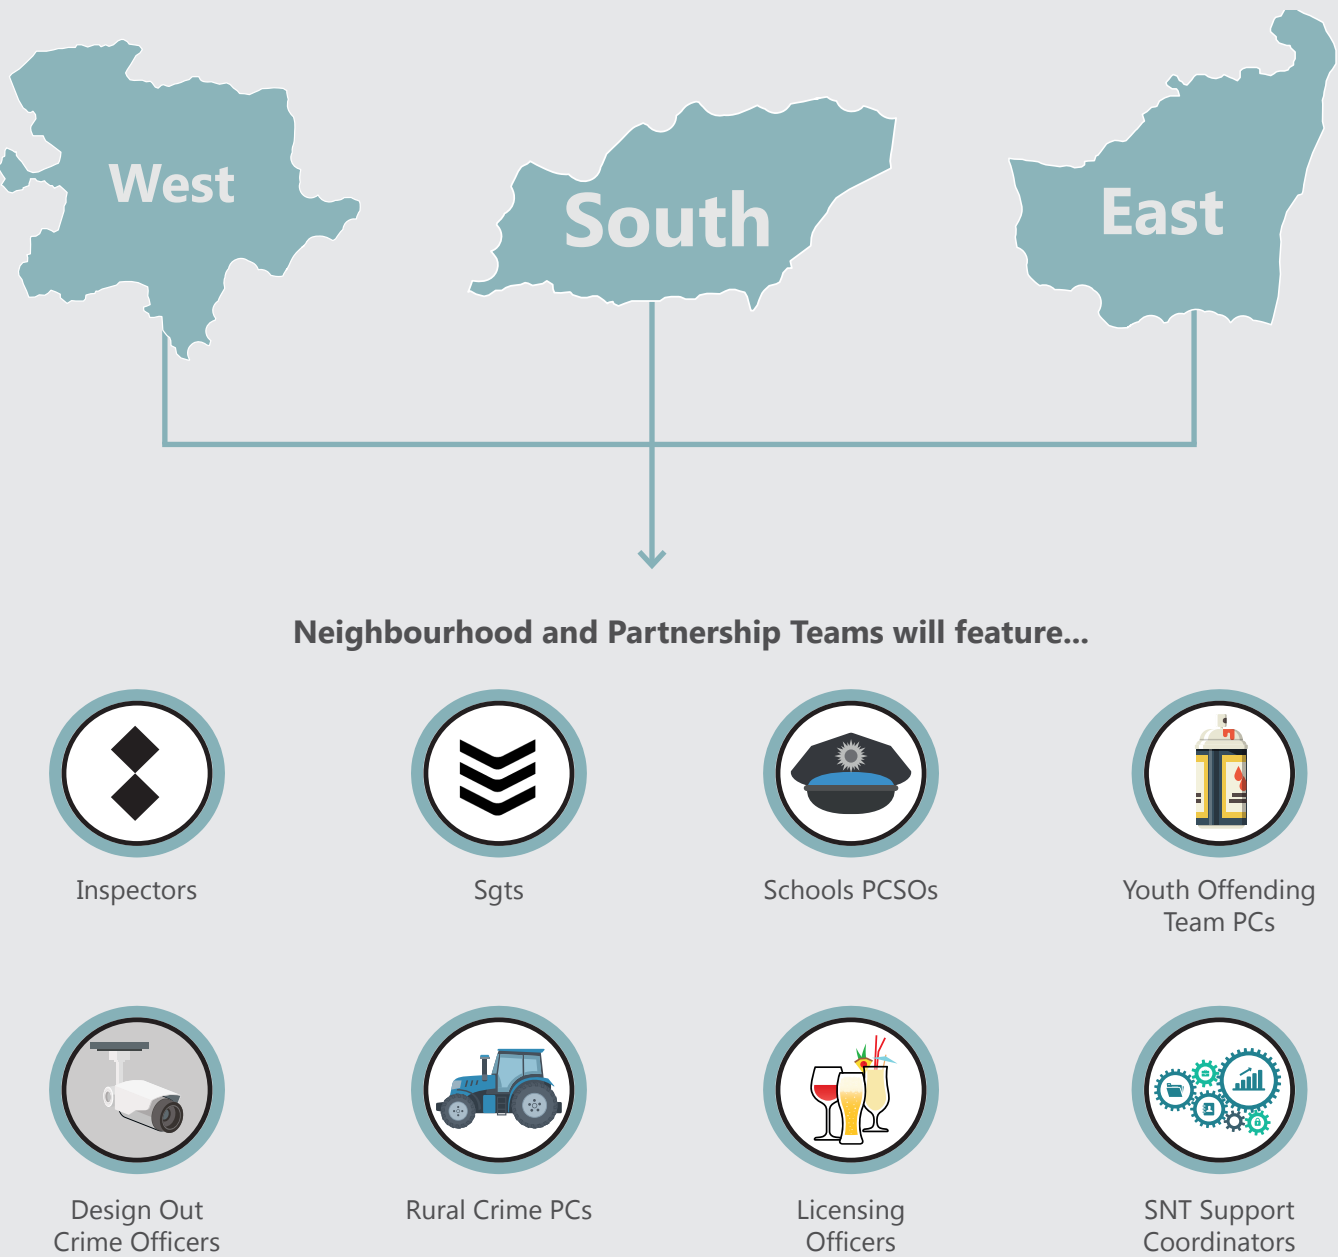 West
South
East
Neighbourhood and Partnership Teams will feature...
Inspectors
Sgts
Schools PCSOs
Youth Offending
Team PCs
Design Out
Crime Officers
Rural Crime PCs
Licensing
Officers
SNT Support
Coordinators